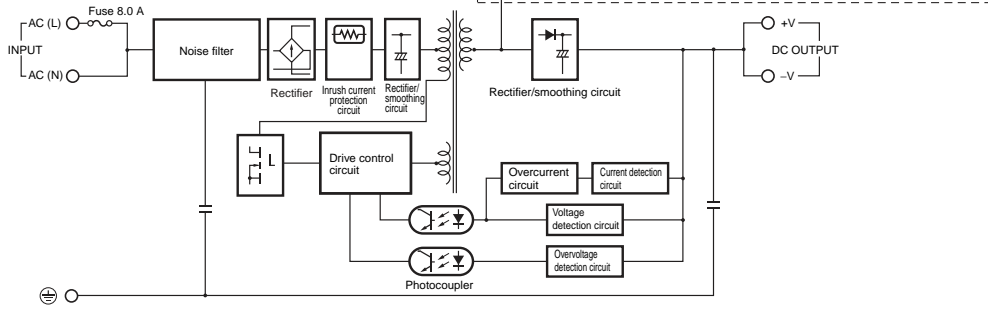 Fuse 8.0 A
AC (L)
INPUT
AC (N)
Noise filter
Rectifier
Inrush current
protection
circuit
Rectifier/
smoothing
circuit
Rectifier/smoothing circuit
+V
DC OUTPUT
–V
L
Drive control
circuit
Overcurrent
circuit
Current detection
circuit
Voltage
detection circuit
Overvoltage
detection circuit
Photocoupler